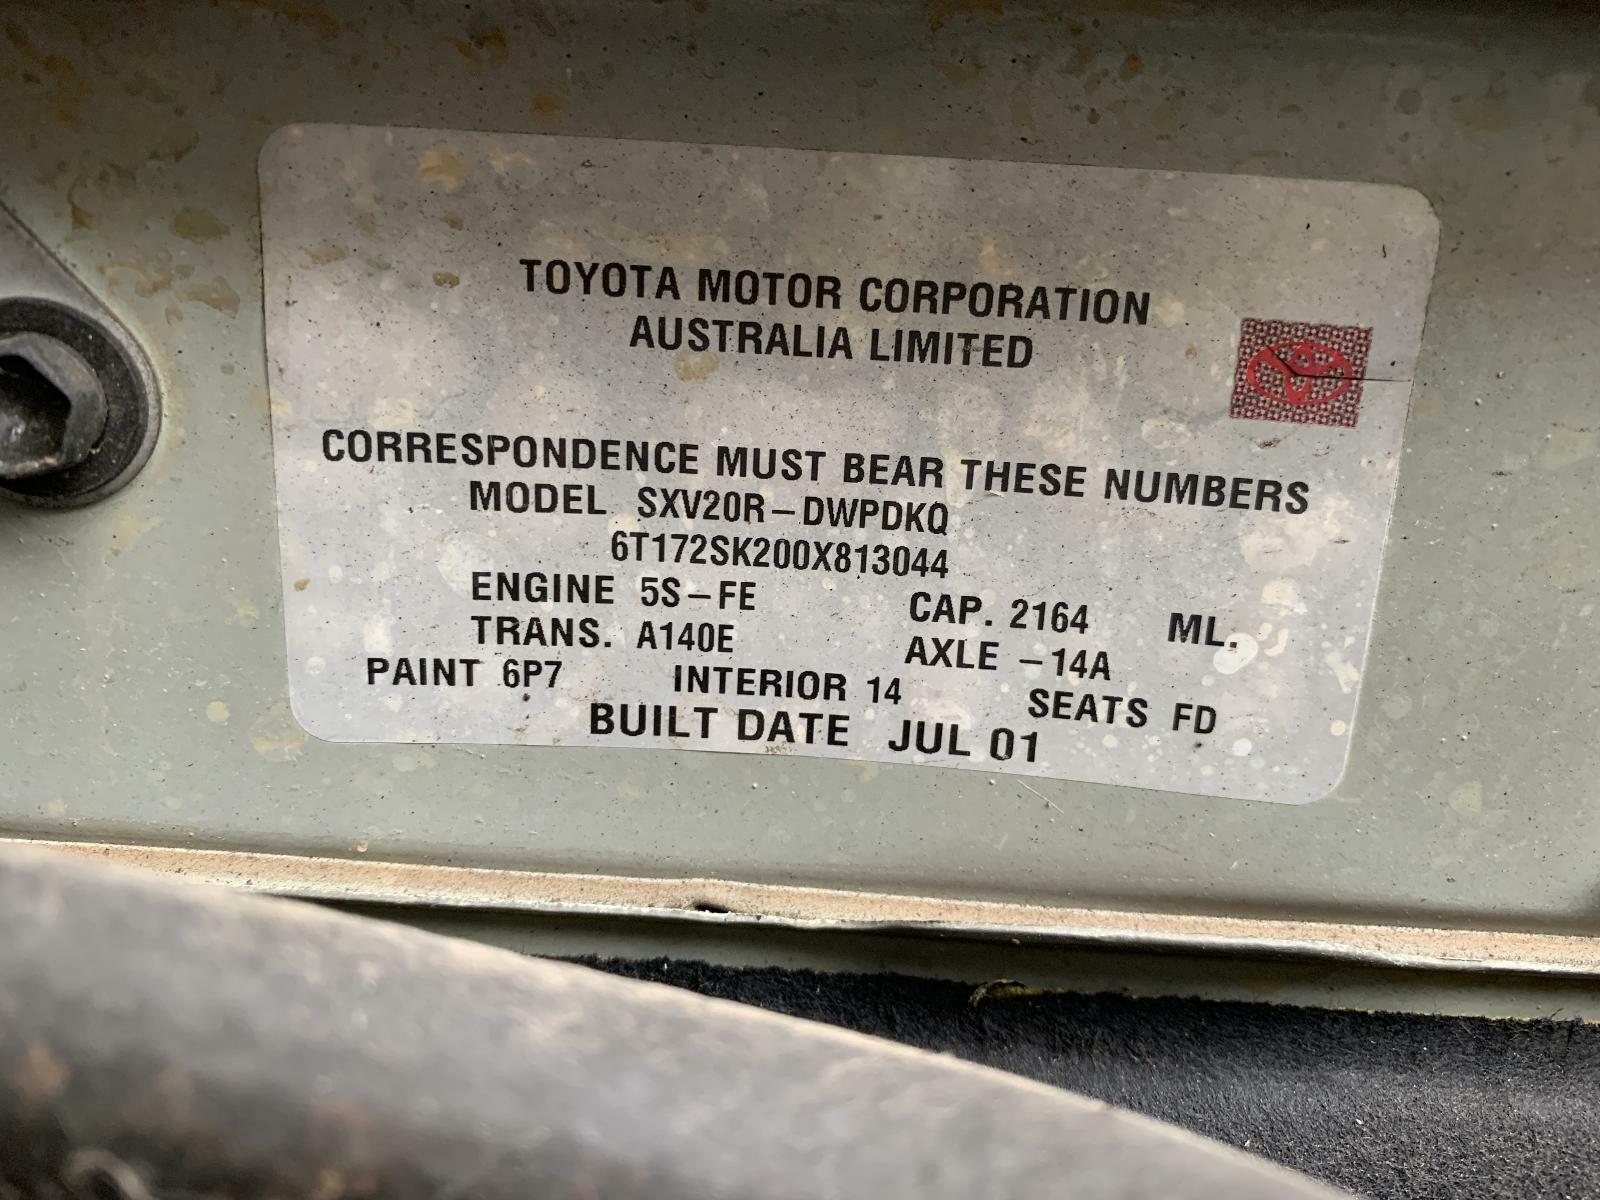 TOYOTA MOTOR CORPORATION
AUSTRALIA LIMITED
CORRESPONDENCE MUST BEAR THESE NUMBERS
MODEL SXV20R-DWPDKQ
6T172SK200X813044
ENGINE 5S-FE CAP. 2164 ML.
TRANS. A140E AXLE -14A
PAINT 6P7 INTERIOR 14 SEATS FD
BUILT DATE JUL 01